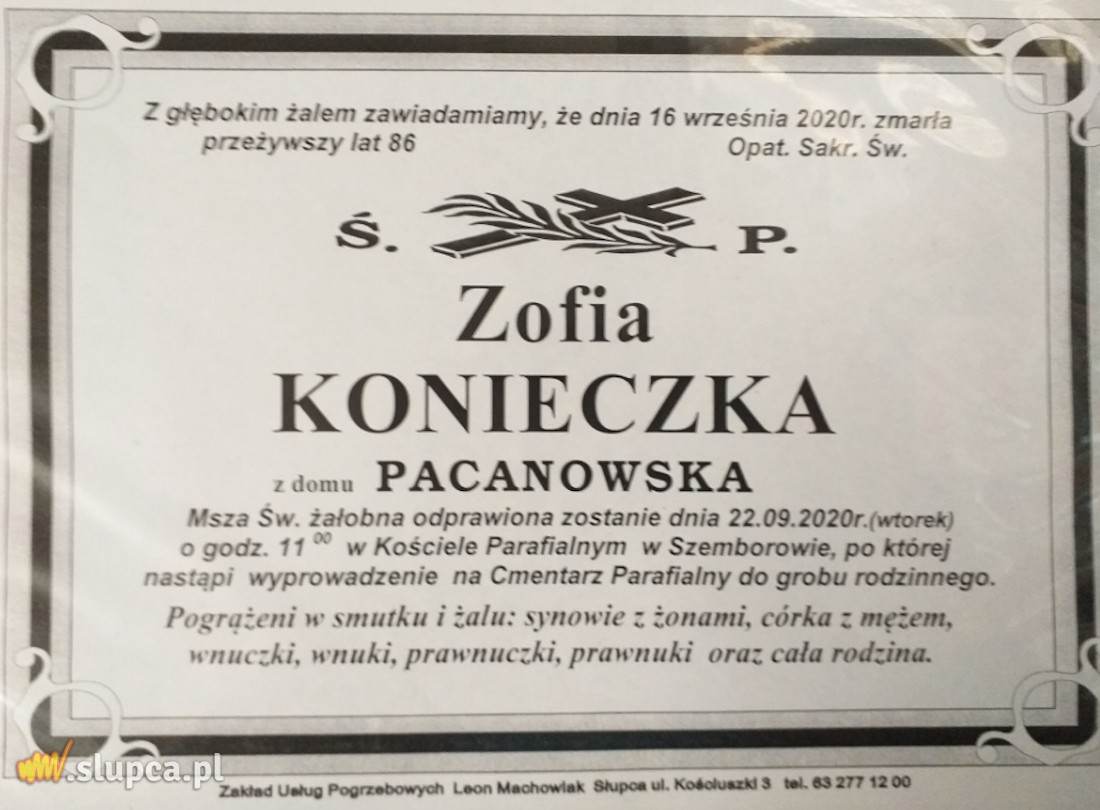 Z głębokim żalem zawiadamiamy, że dnia 16 września 2020r. zmarła
przeżywszy lat 86 Opat. Sakr. Św.
Ś. P.
Zofia
KONIECZKA
z domu PACANOWSKA
Msza Św. żałobna odprawiona zostanie dnia 22.09.2020r.(wtorek)
o godz. 11 00 w Kościele Parafialnym w Szemborowie, po której
nastąpi wyprowadzenie na Cmentarz Parafialny do grobu rodzinnego.
Pogrążeni w smutku i żalu: synowie z żonami, córka z mężem,
wnuczki, wnuki, prawnuczki, prawnuki oraz cała rodzina.
www.slupca.pl
Zakład Usług Pogrzebowych Leon Machowiak Słupca ul. Kościuszki 3 tel. 63 277 12 00